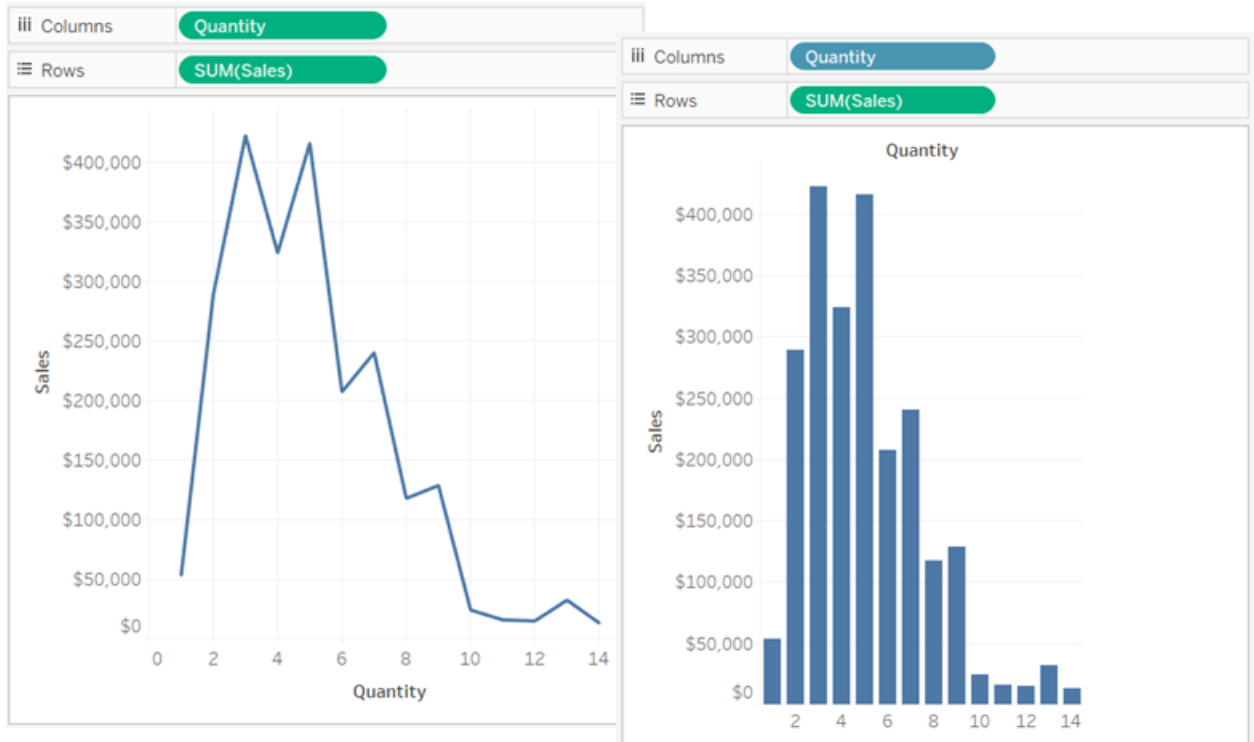 Columns Quantity
Rows SUM(Sales)
$400,000
$350,000
$300,000
$250,000
$200,000
$150,000
$100,000
$50,000
$0
Sales
0 2 4 6 8 10 12 14
Quantity
Columns Quantity
Rows SUM(Sales)
Quantity
$400,000
$350,000
$300,000
$250,000
$200,000
$150,000
$100,000
$50,000
$0
Sales
2 4 6 8 10 12 14